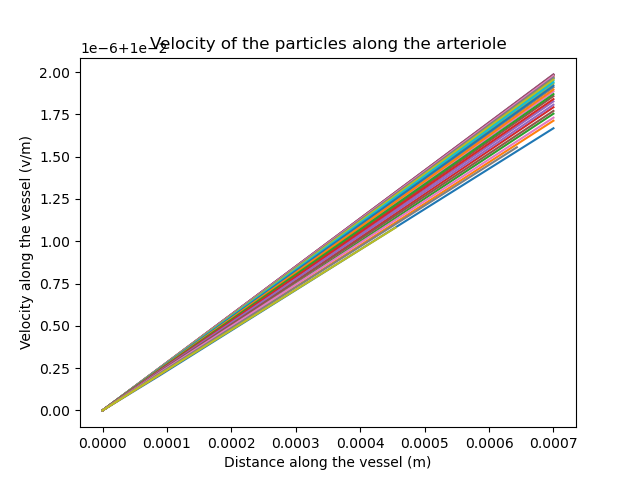 1e−6+1e−2
Velocity of the particles along the arteriole
2.00
1.75
1.50
1.25
1.00
0.75
0.50
0.25
0.00
Velocity along the vessel (v/m)
0.0000 0.0001 0.0002 0.0003 0.0004 0.0005 0.0006 0.0007
Distance along the vessel (m)